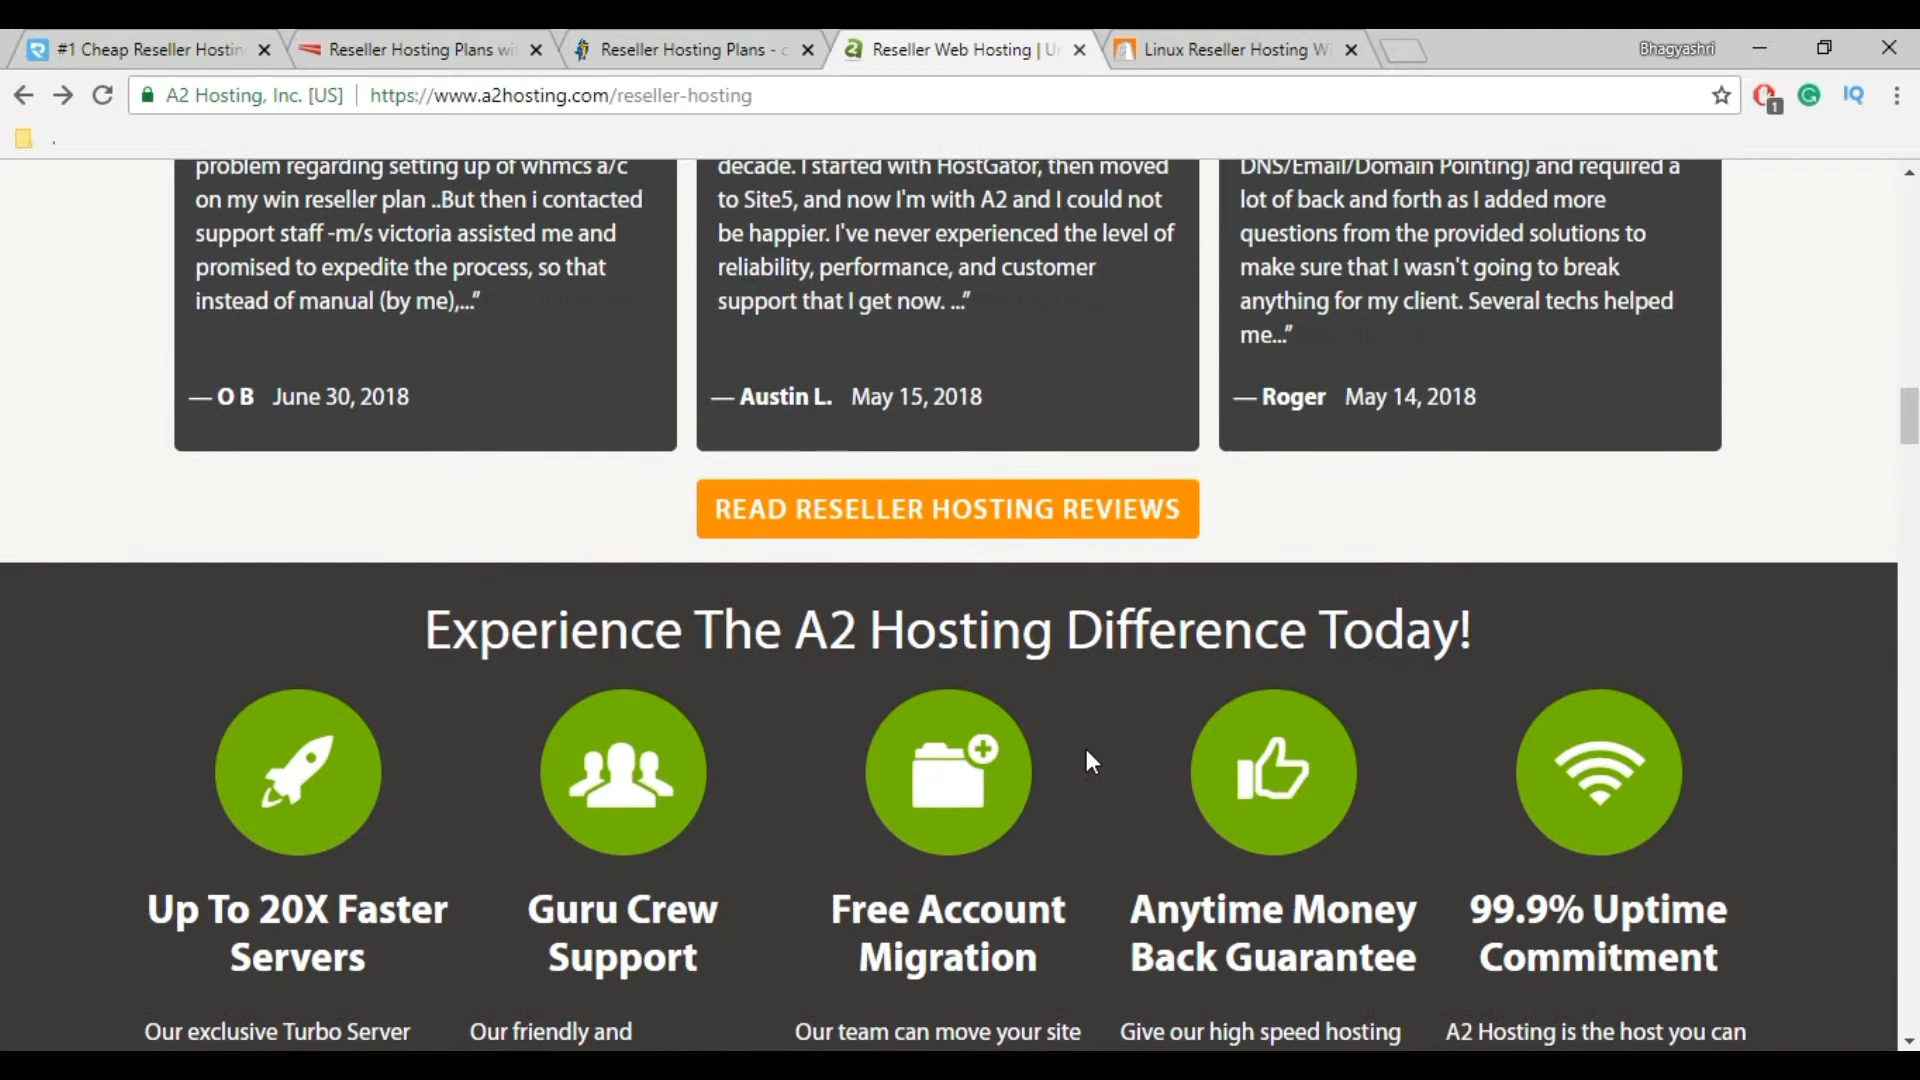 #1 Cheap Reseller Hostin
Reseller Hosting Plans wi
Reseller Hosting Plans - c
Reseller Web Hosting | Un
Linux Reseller Hosting Wi
Bhagyashri
A2 Hosting, Inc. [US]
https://www.a2hosting.com/reseller-hosting
1
IQ
problem regarding setting up of whmcs a/c
on my win reseller plan ..But then i contacted
support staff -m/s victoria assisted me and
promised to expedite the process, so that
instead of manual (by me),..."
— O B June 30, 2018
decade. I started with HostGator, then moved
to Site5, and now I'm with A2 and I could not
be happier. I've never experienced the level of
reliability, performance, and customer
support that I get now. ..."
— Austin L. May 15, 2018
DNS/Email/Domain Pointing) and required a
lot of back and forth as I added more
questions from the provided solutions to
make sure that I wasn't going to break
anything for my client. Several techs helped
me..."
— Roger May 14, 2018
READ RESELLER HOSTING REVIEWS
Experience The A2 Hosting Difference Today!
Up To 20X Faster
Servers
Our exclusive Turbo Server
Guru Crew
Support
Our friendly and
Free Account
Migration
Our team can move your site
Anytime Money
Back Guarantee
Give our high speed hosting
99.9% Uptime
Commitment
A2 Hosting is the host you can